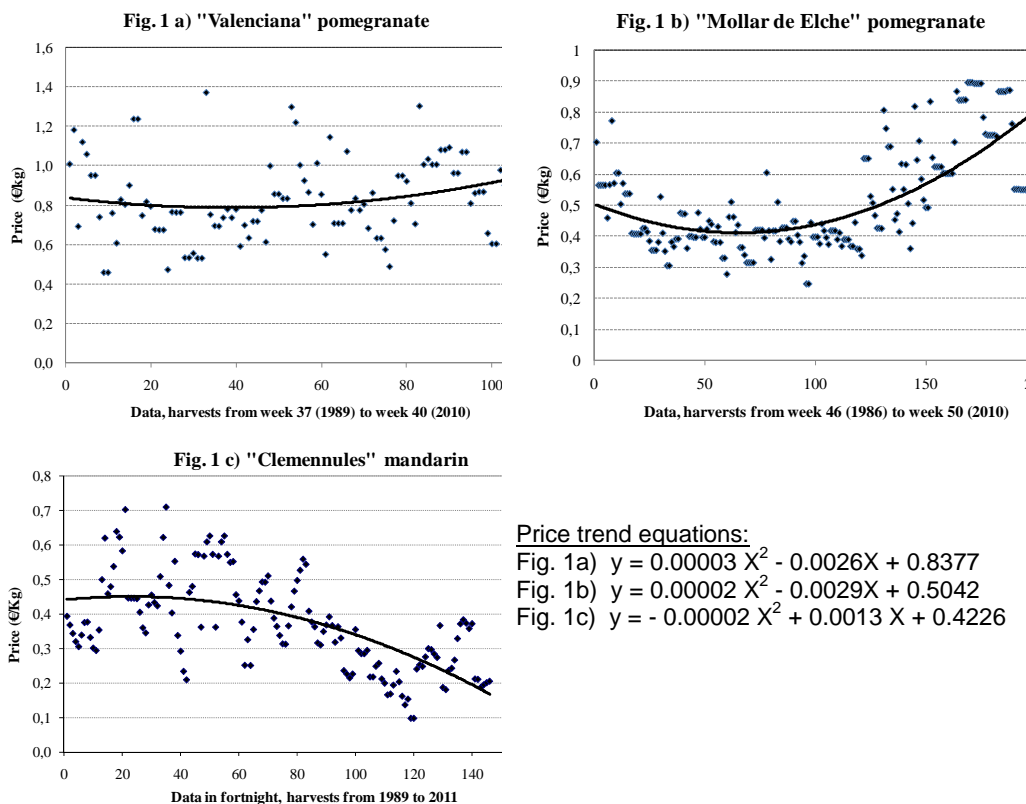 Fig. 1 a) "Valenciana" pomegranate
Price (€/kg)
1,6
1,4
1,2
1,0
0,8
0,6
0,4
0,2
0,0
0 20 40 60 80 100
Data, harvests from week 37 (1989) to week 40 (2010)
Fig. 1 b) "Mollar de Elche" pomegranate
Price (€/kg)
1
0,9
0,8
0,7
0,6
0,5
0,4
0,3
0,2
0,1
0
0 50 100 150 2
Data, harversts from week 46 (1986) to week 50 (2010)
Fig. 1 c) "Clemennules" mandarin
Price (€/Kg)
0,8
0,7
0,6
0,5
0,4
0,3
0,2
0,1
0,0
0 20 40 60 80 100 120 140
Data in fortnight, harvests from 1989 to 2011
Price trend equations:
Fig. 1a) y = 0.00003 X² - 0.0026X + 0.8377
Fig. 1b) y = 0.00002 X² - 0.0029X + 0.5042
Fig. 1c) y = - 0.00002 X² + 0.0013 X + 0.4226